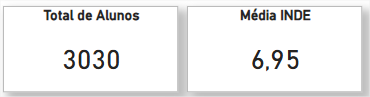 Total de Alunos
3030
Média INDE
6,95